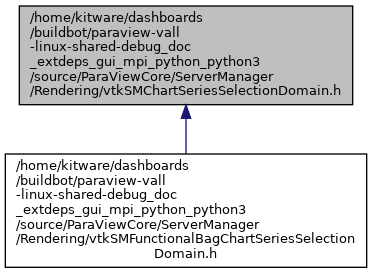 /home/kitware/dashboards
/buildbot/paraview-vall
-linux-shared-debug_doc
_extdeps_gui_mpi_python_python3
/source/ParaViewCore/ServerManager
/Rendering/vtkSMChartSeriesSelectionDomain.h
/home/kitware/dashboards
/buildbot/paraview-vall
-linux-shared-debug_doc
_extdeps_gui_mpi_python_python3
/source/ParaViewCore/ServerManager
/Rendering/vtkSMFunctionalBagChartSeriesSelection
Domain.h